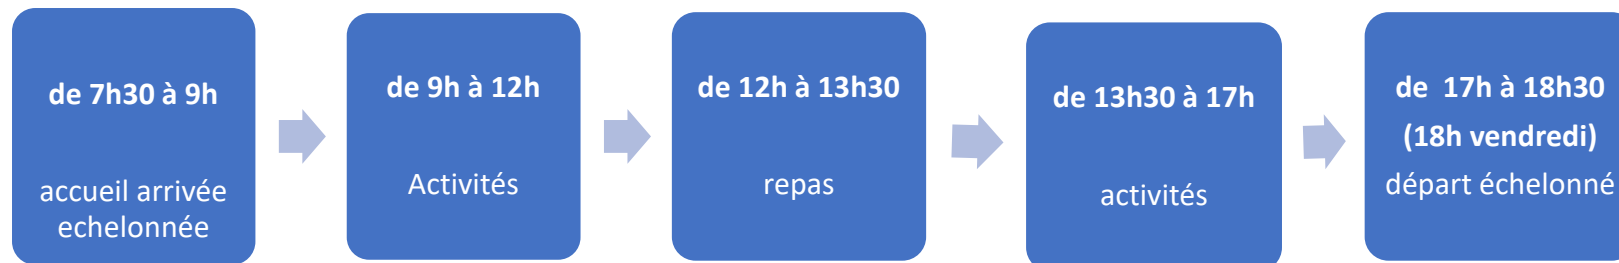 de 7h30 à 9h
accueil arrivée
echelonnée
de 9h à 12h
Activités
de 12h à 13h30
repas
de 13h30 à 17h
activités
de 17h à 18h30
(18h vendredi)
départ échelonné